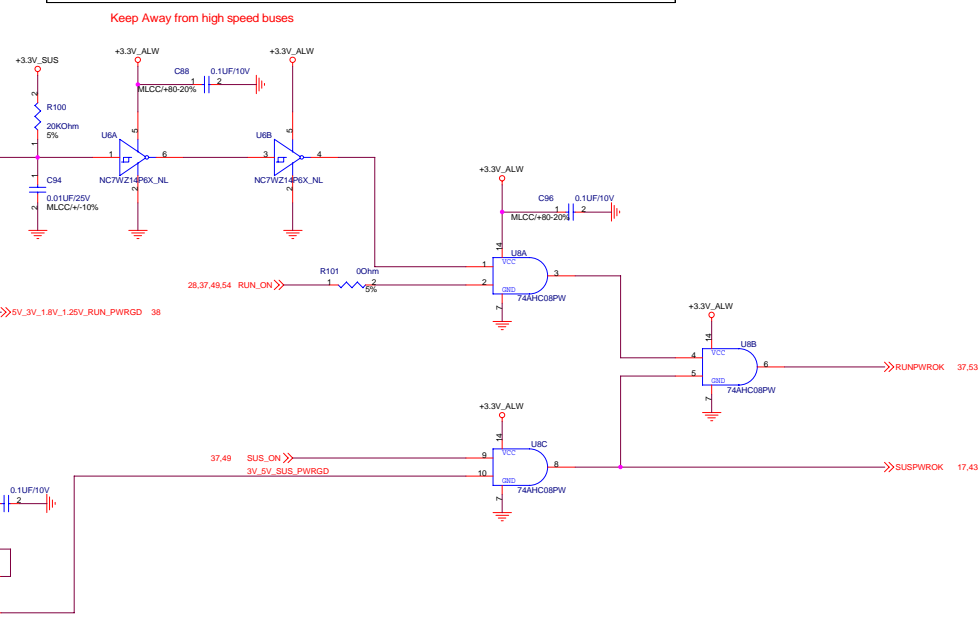 Keep Away from high speed buses
+3.3V_SUS
+3.3V_ALW
+3.3V_ALW
C88
0.1UF/10V
1
2
MLCC/+80-20%
2
R100
20KOhm
5%
1
U6A
5
1
6
NC7WZ14P6X_NL
2
U6B
5
3
4
NC7WZ14P6X_NL
2
1
C94
0.01UF/25V
2
MLCC/+/-10%
+3.3V_ALW
C96
0.1UF/10V
1
2
MLCC/+80-20%
14
U8A
1
VCC
3
2
GND
74AHC08PW
7
R101
0Ohm
28,37,49,54 RUN_ON
1
2
5%
5V_3V_1.8V_1.25V_RUN_PWRGD 38
+3.3V_ALW
14
U8B
4
VCC
5
6
GND
74AHC08PW
7
RUNPWROK 37,53
+3.3V_ALW
14
U8C
37,49 SUS_ON
9
VCC
3V_5V_SUS_PWRGD
10
8
GND
74AHC08PW
7
SUSPWROK 17,43
0.1UF/10V
2